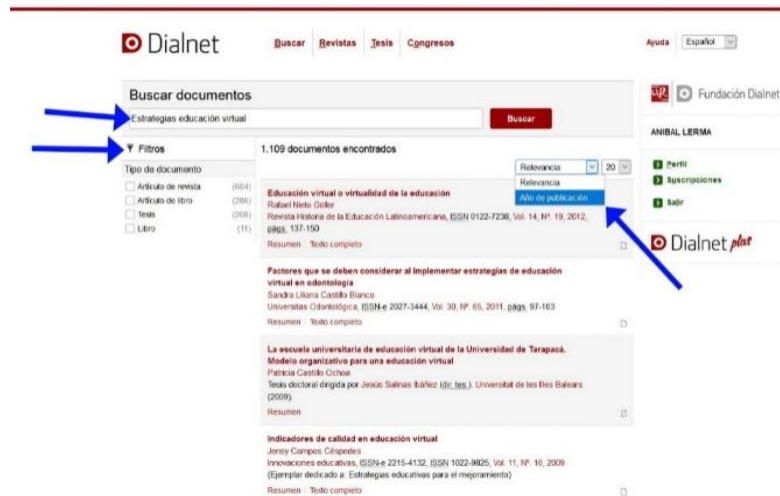 Dialnet
Buscar Revistas Tesis Congresos
Ayuda Español
Buscar documentos
Estrategias educación virtual
Buscar
Filtros
Tipo de documento
Artículo de revista (604)
Artículo de libro (286)
Tesis (208)
Libro (11)
1.109 documentos encontrados
Relevancia 20
Relevancia
Año de publicación
Educación virtual o virtualidad de la educación
Rafael Nieto Göller
Revista Historia de la Educación Latinoamericana, ISSN 0122-7238, Vol. 14, Nº. 19, 2012,
págs. 137-150
Resumen Texto completo
Factores que se deben considerar al implementar estrategias de educación
virtual en odontología
Sandra Liliana Castillo Blanco
Universitas Odontológica, ISSN-e 2027-3444, Vol. 30, Nº. 65, 2011, págs. 97-103
Resumen Texto completo
La escuela universitaria de educación virtual de la Universidad de Tarapacá.
Modelo organizativo para una educación virtual
Patricia Castillo Ochoa
Tesis doctoral dirigida por Jesús Salinas Ibáñez (dir. tes.). Universitat de les Illes Balears
(2009).
Resumen
Indicadores de calidad en educación virtual
Jensy Campos Céspedes
Innovaciones educativas, ISSN-e 2215-4132, ISSN 1022-9825, Vol. 11, Nº. 16, 2009
(Ejemplar dedicado a: Estrategias educativas para el mejoramiento)
Resumen Texto completo
Fundación Dialnet
ANIBAL LERMA
Perfil
Suscripciones
Salir
Dialnet plus